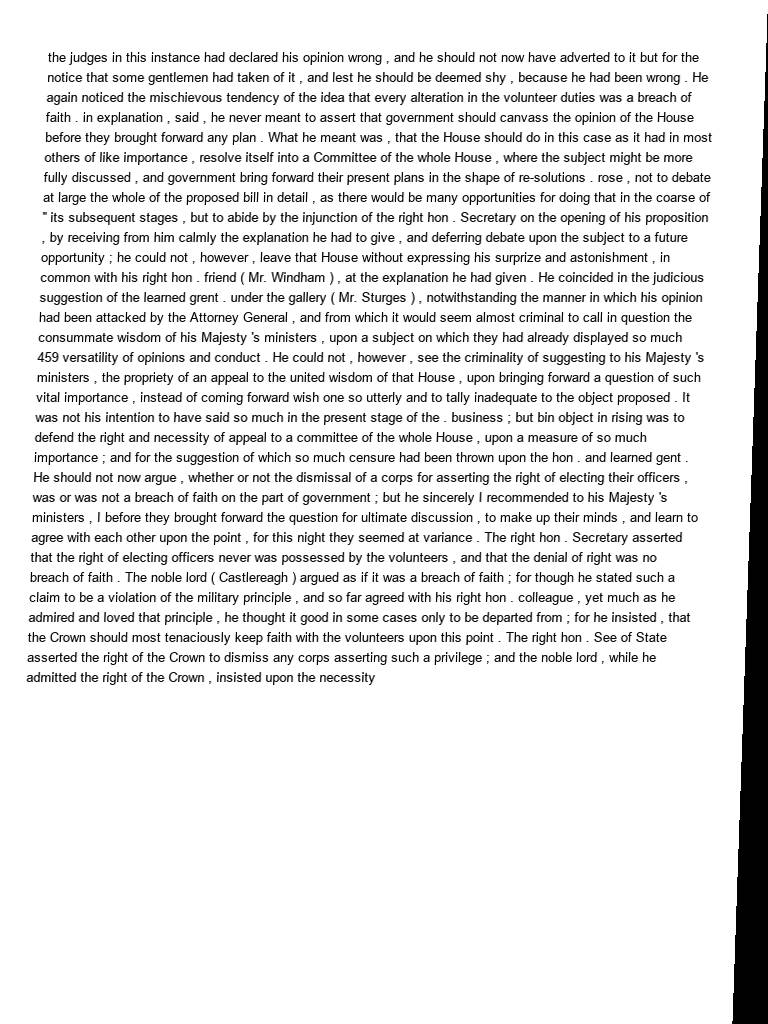 the judges in this instance had declared his opinion wrong , and he should not now have adverted to it but for the
notice that some gentlemen had taken of it , and lest he should be deemed shy , because he had been wrong . He
again noticed the mischievous tendency of the idea that every alteration in the volunteer duties was a breach of
faith . in explanation , said , he never meant to assert that government should canvass the opinion of the House
before they brought forward any plan . What he meant was , that the House should do in this case as it had in most
others of like importance , resolve itself into a Committee of the whole House , where the subject might be more
fully discussed , and government bring forward their present plans in the shape of re-solutions . rose , not to debate
at large the whole of the proposed bill in detail , as there would be many opportunities for doing that in the coarse of
" its subsequent stages , but to abide by the injunction of the right hon . Secretary on the opening of his proposition
, by receiving from him calmly the explanation he had to give , and deferring debate upon the subject to a future
opportunity ; he could not , however , leave that House without expressing his surprize and astonishment , in
common with his right hon . friend ( Mr. Windham ) , at the explanation he had given . He coincided in the judicious
suggestion of the learned grent . under the gallery ( Mr. Sturges ) , notwithstanding the manner in which his opinion
had been attacked by the Attorney General , and from which it would seem almost criminal to call in question the
consummate wisdom of his Majesty 's ministers , upon a subject on which they had already displayed so much
459 versatility of opinions and conduct . He could not , however , see the criminality of suggesting to his Majesty 's
ministers , the propriety of an appeal to the united wisdom of that House , upon bringing forward a question of such
vital importance , instead of coming forward wish one so utterly and to tally inadequate to the object proposed . It
was not his intention to have said so much in the present stage of the . business ; but bin object in rising was to
defend the right and necessity of appeal to a committee of the whole House , upon a measure of so much
importance ; and for the suggestion of which so much censure had been thrown upon the hon . and learned gent .
He should not now argue , whether or not the dismissal of a corps for asserting the right of electing their officers ,
was or was not a breach of faith on the part of government ; but he sincerely I recommended to his Majesty 's
ministers , I before they brought forward the question for ultimate discussion , to make up their minds , and learn to
agree with each other upon the point , for this night they seemed at variance . The right hon . Secretary asserted
that the right of electing officers never was possessed by the volunteers , and that the denial of right was no
breach of faith . The noble lord ( Castlereagh ) argued as if it was a breach of faith ; for though he stated such a
claim to be a violation of the military principle , and so far agreed with his right hon . colleague , yet much as he
admired and loved that principle , he thought it good in some cases only to be departed from ; for he insisted , that
the Crown should most tenaciously keep faith with the volunteers upon this point . The right hon . See of State
asserted the right of the Crown to dismiss any corps asserting such a privilege ; and the noble lord , while he
admitted the right of the Crown , insisted upon the necessity